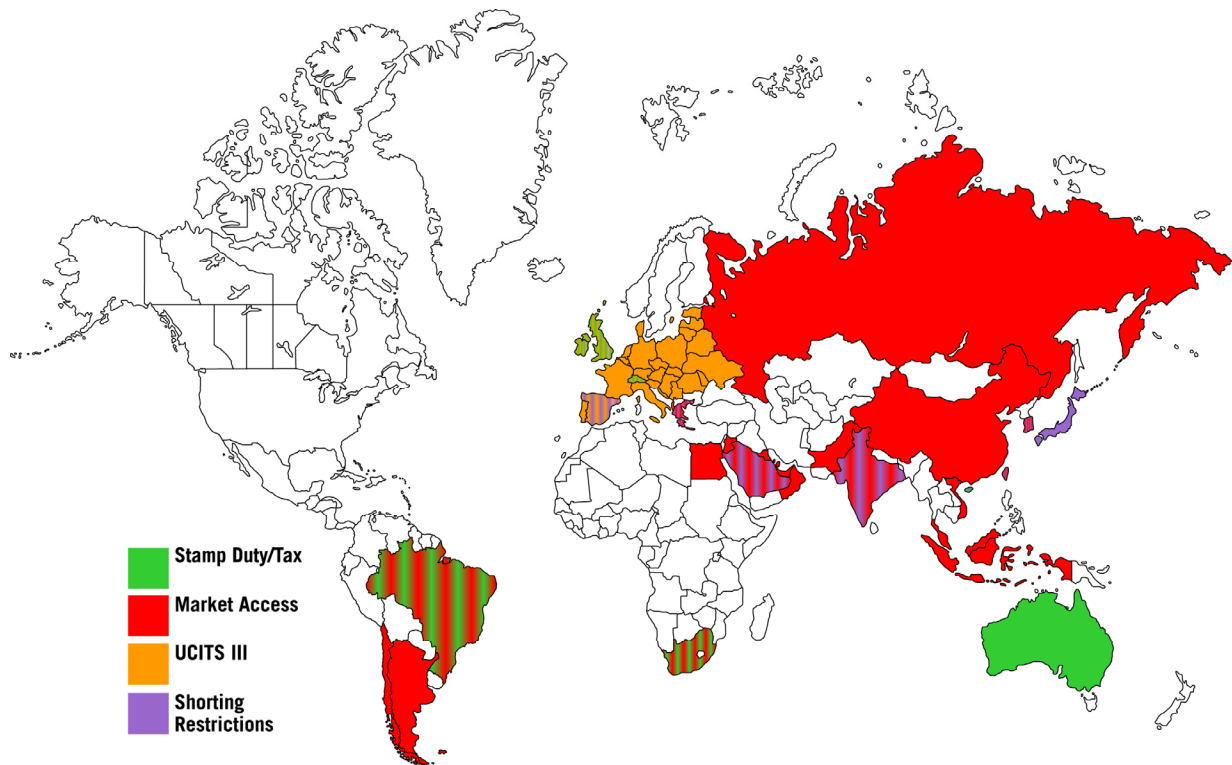 Stamp Duty/Tax
Market Access
UCITS III
Shorting
Restrictions